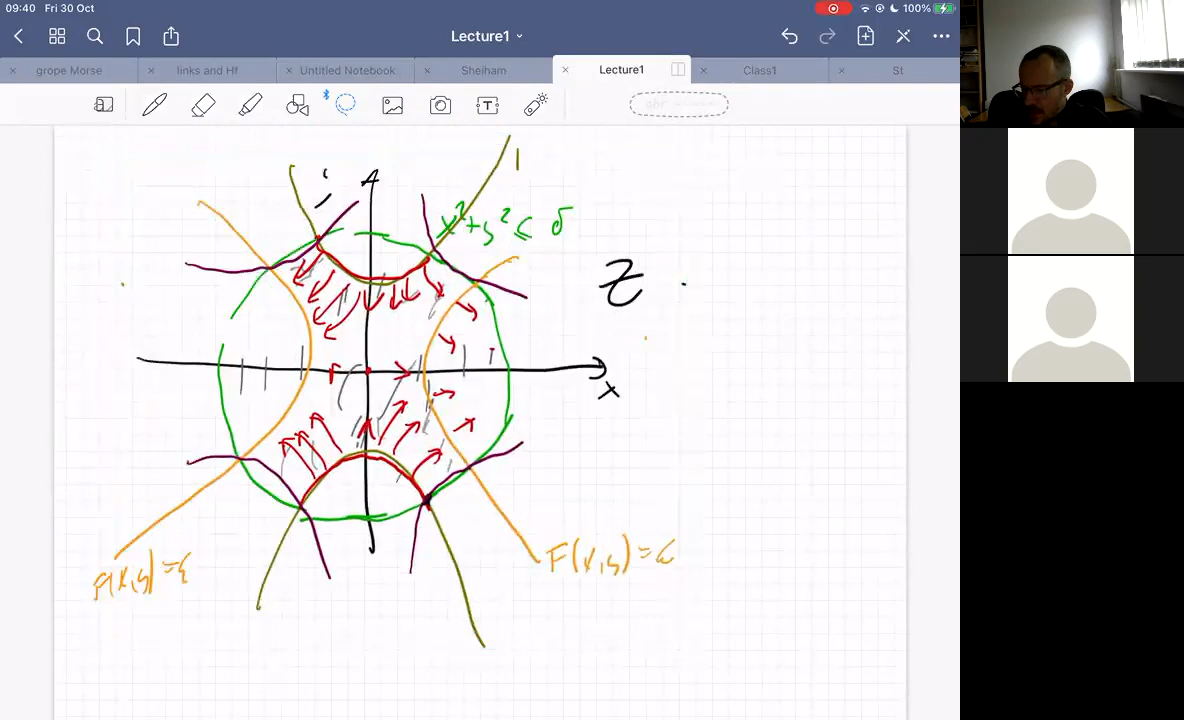 09:40 Fri 30 Oct
100%
Lecture1
grope Morse
links and Hf
Untitled Notebook
Sheiham
Lecture1
Class1
St
T
x²+y² ≤ δ
Z
x
F(x,y)=ε
F(x,y)=ε